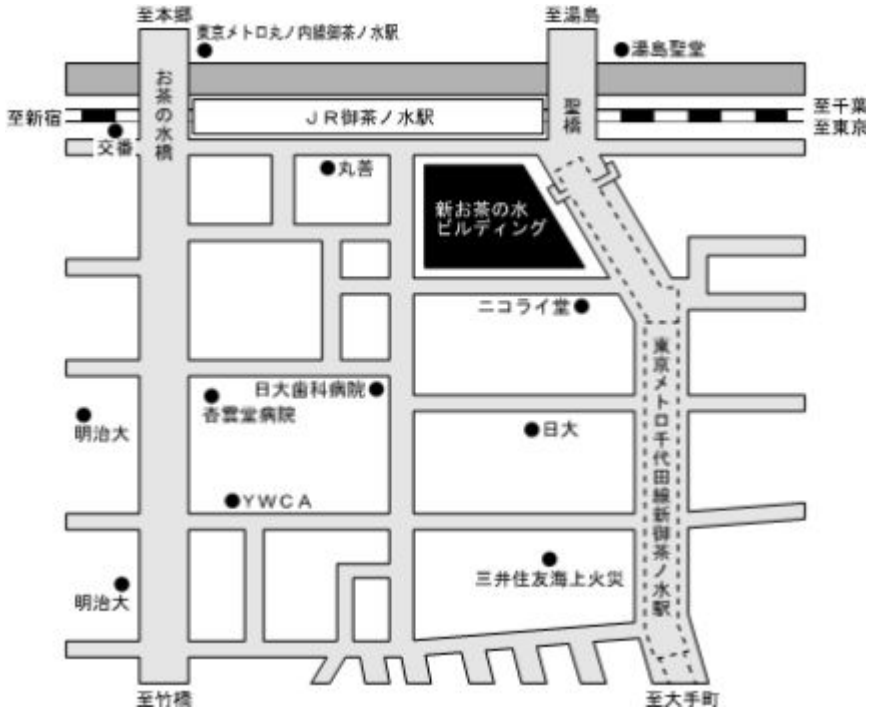 至本郷
至湯島
東京メトロ丸ノ内線御茶ノ水駅
湯島聖堂
お茶の水橋
聖橋
至新宿
JR御茶ノ水駅
至千葉
至東京
交番
丸善
新お茶の水
ビルディング
ニコライ堂
東京メトロ千代田線新御茶ノ水駅
日大歯科病院
杏雲堂病院
明治大
日大
YWCA
三井住友海上火災
明治大
至竹橋
至大手町